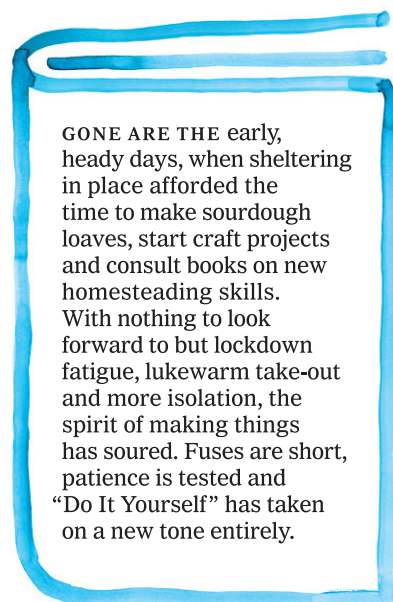 GONE ARE THE early,
heady days, when sheltering
in place afforded the
time to make sourdough
loaves, start craft projects
and consult books on new
homesteading skills.
With nothing to look
forward to but lockdown
fatigue, lukewarm take-out
and more isolation, the
spirit of making things
has soured. Fuses are short,
patience is tested and
“Do It Yourself” has taken
on a new tone entirely.